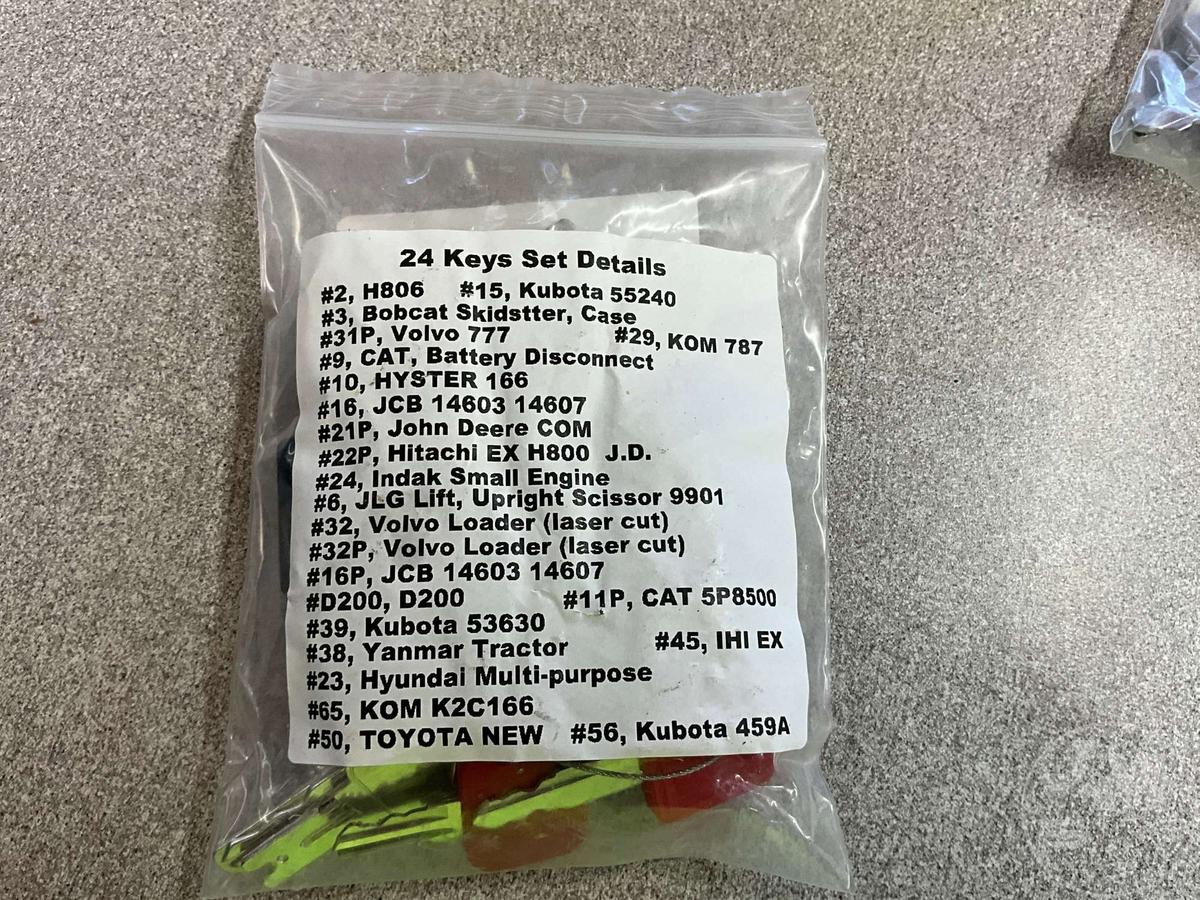 24 Keys Set Details
#2, H806 #15, Kubota 55240
#3, Bobcat Skidstter, Case
#31P, Volvo 777 #29, KOM 787
#9, CAT, Battery Disconnect
#10, HYSTER 166
#16, JCB 14603 14607
#21P, John Deere COM
#22P, Hitachi EX H800 J.D.
#24, Indak Small Engine
#6, JLG Lift, Upright Scissor 9901
#32, Volvo Loader (laser cut)
#32P, Volvo Loader (laser cut)
#16P, JCB 14603 14607
#D200, D200 #11P, CAT 5P8500
#39, Kubota 53630
#38, Yanmar Tractor #45, IHI EX
#23, Hyundai Multi-purpose
#65, KOM K2C166
#50, TOYOTA NEW #56, Kubota 459A